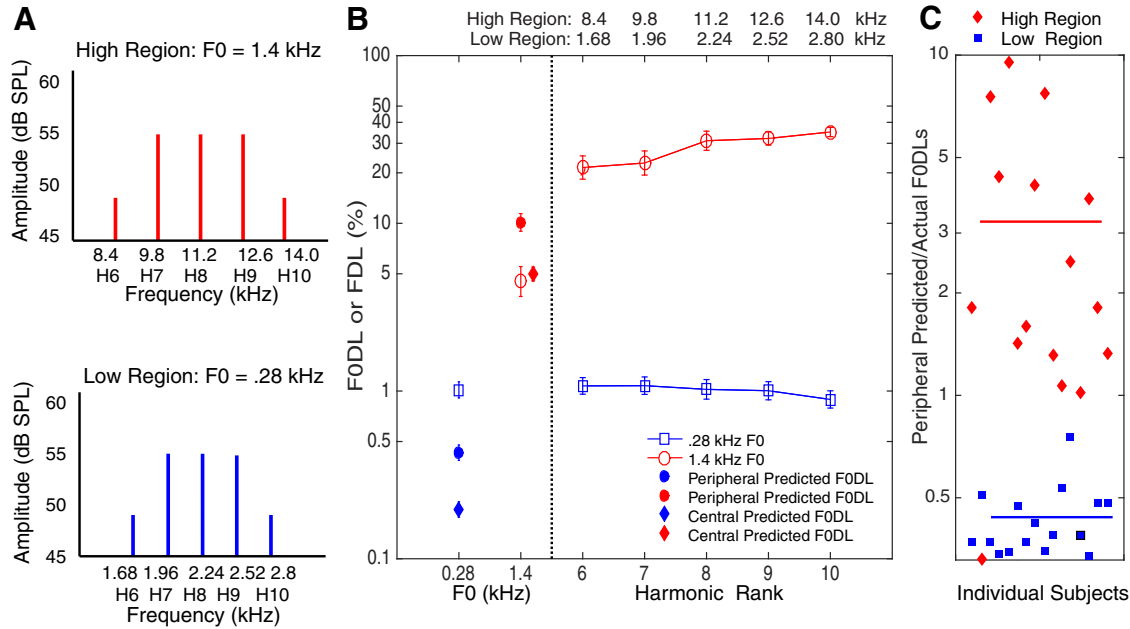 A
High Region: F0 = 1.4 kHz
Amplitude (dB SPL)
60
55
50
45
8.4 9.8 11.2 12.6 14.0
H6 H7 H8 H9 H10
Frequency (kHz)
Low Region: F0 = .28 kHz
Amplitude (dB SPL)
60
55
50
45
1.68 1.96 2.24 2.52 2.8
H6 H7 H8 H9 H10
Frequency (kHz)
B
High Region: 8.4 9.8 11.2 12.6 14.0 kHz
Low Region: 1.68 1.96 2.24 2.52 2.80 kHz
F0DL or FDL (%)
100
50
30
20
10
5
1
0.5
0.1
.28 kHz F0
1.4 kHz F0
Peripheral Predicted F0DL
Peripheral Predicted F0DL
Central Predicted F0DL
Central Predicted F0DL
0.28 1.4 6 7 8 9 10
F0 (kHz) Harmonic Rank
C
High Region
Low Region
Peripheral Predicted/Actual F0DLs
10
5
3
2
1
0.5
Individual Subjects